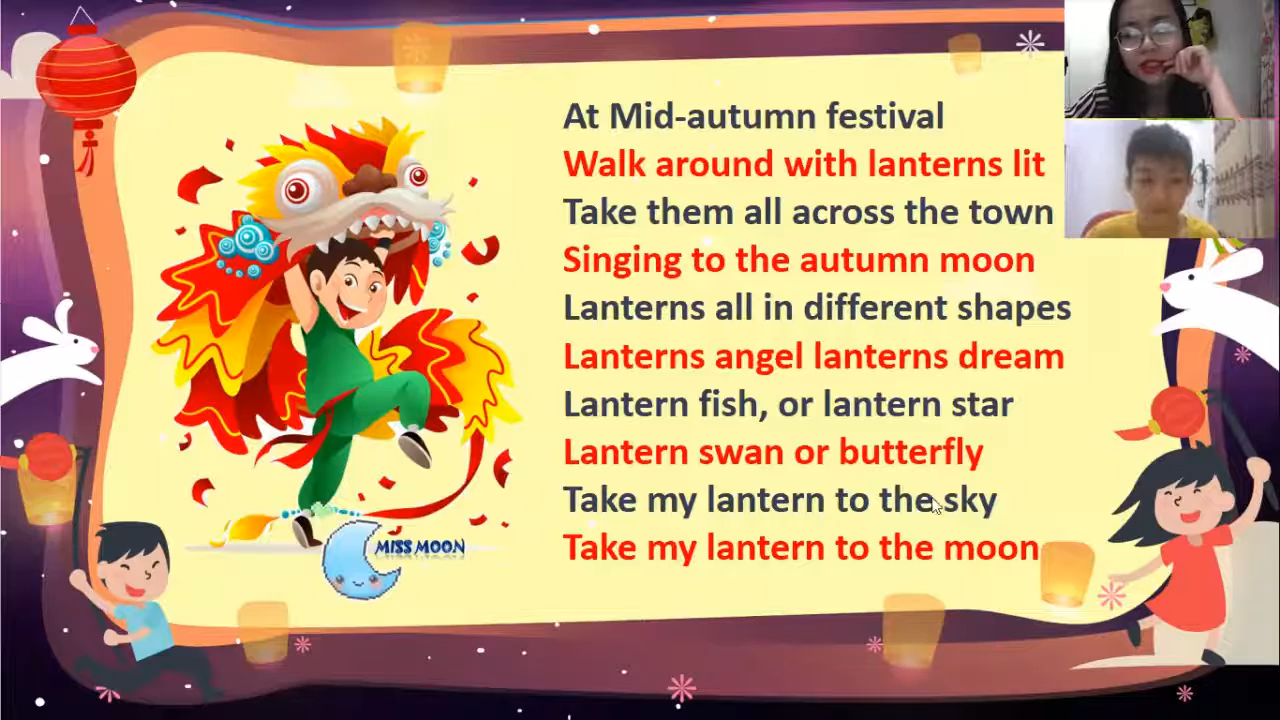 At Mid-autumn festival
Walk around with lanterns lit
Take them all across the town
Singing to the autumn moon
Lanterns all in different shapes
Lanterns angel lanterns dream
Lantern fish, or lantern star
Lantern swan or butterfly
Take my lantern to the sky
Take my lantern to the moon
MISS MOON